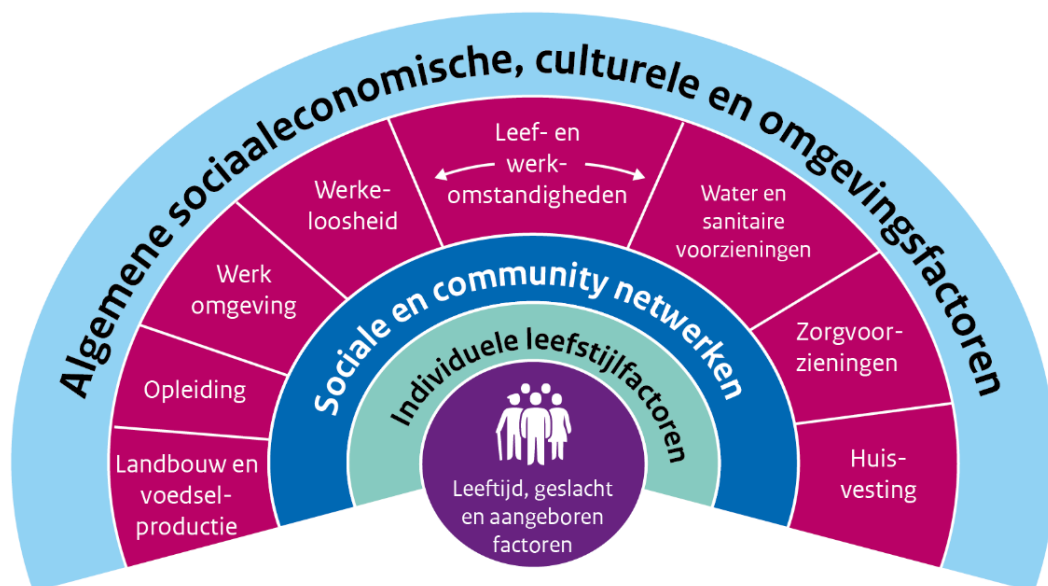 Algemene sociaaleconomische, culturele en omgevingsfactoren
Landbouw en
voedsel-
productie
Opleiding
Werk
omgeving
Werke-
loosheid
Leef- en
werk-
omstandigheden
Water en
sanitaire
voorzieningen
Zorgvoor-
zieningen
Huis-
vesting
Sociale en community netwerken
Individuele leefstijlfactoren
Leeftijd, geslacht
en aangeboren
factoren